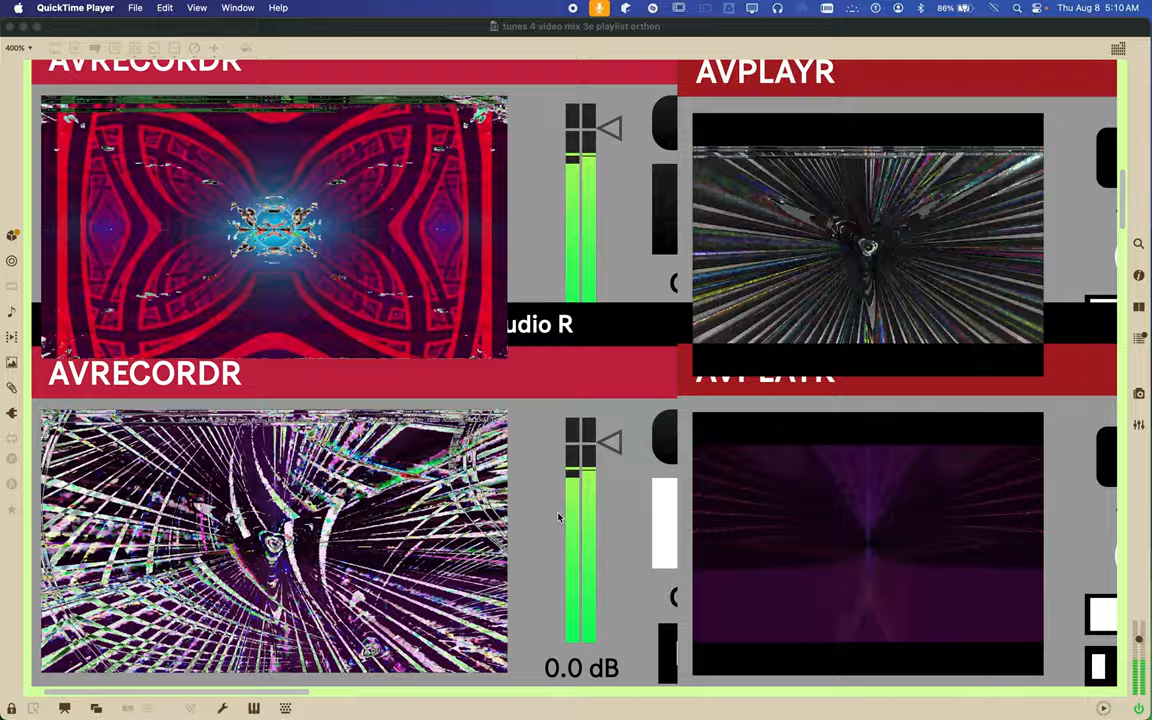 QuickTime Player File Edit View Window Help
86% Thu Aug 8 5:10 AM
tunes 4 video mix 3e playlist orthon
400%
AVRECORDR
AVPLAYR
udio R
AVRECORDR
AVPLAYR
0.0 dB